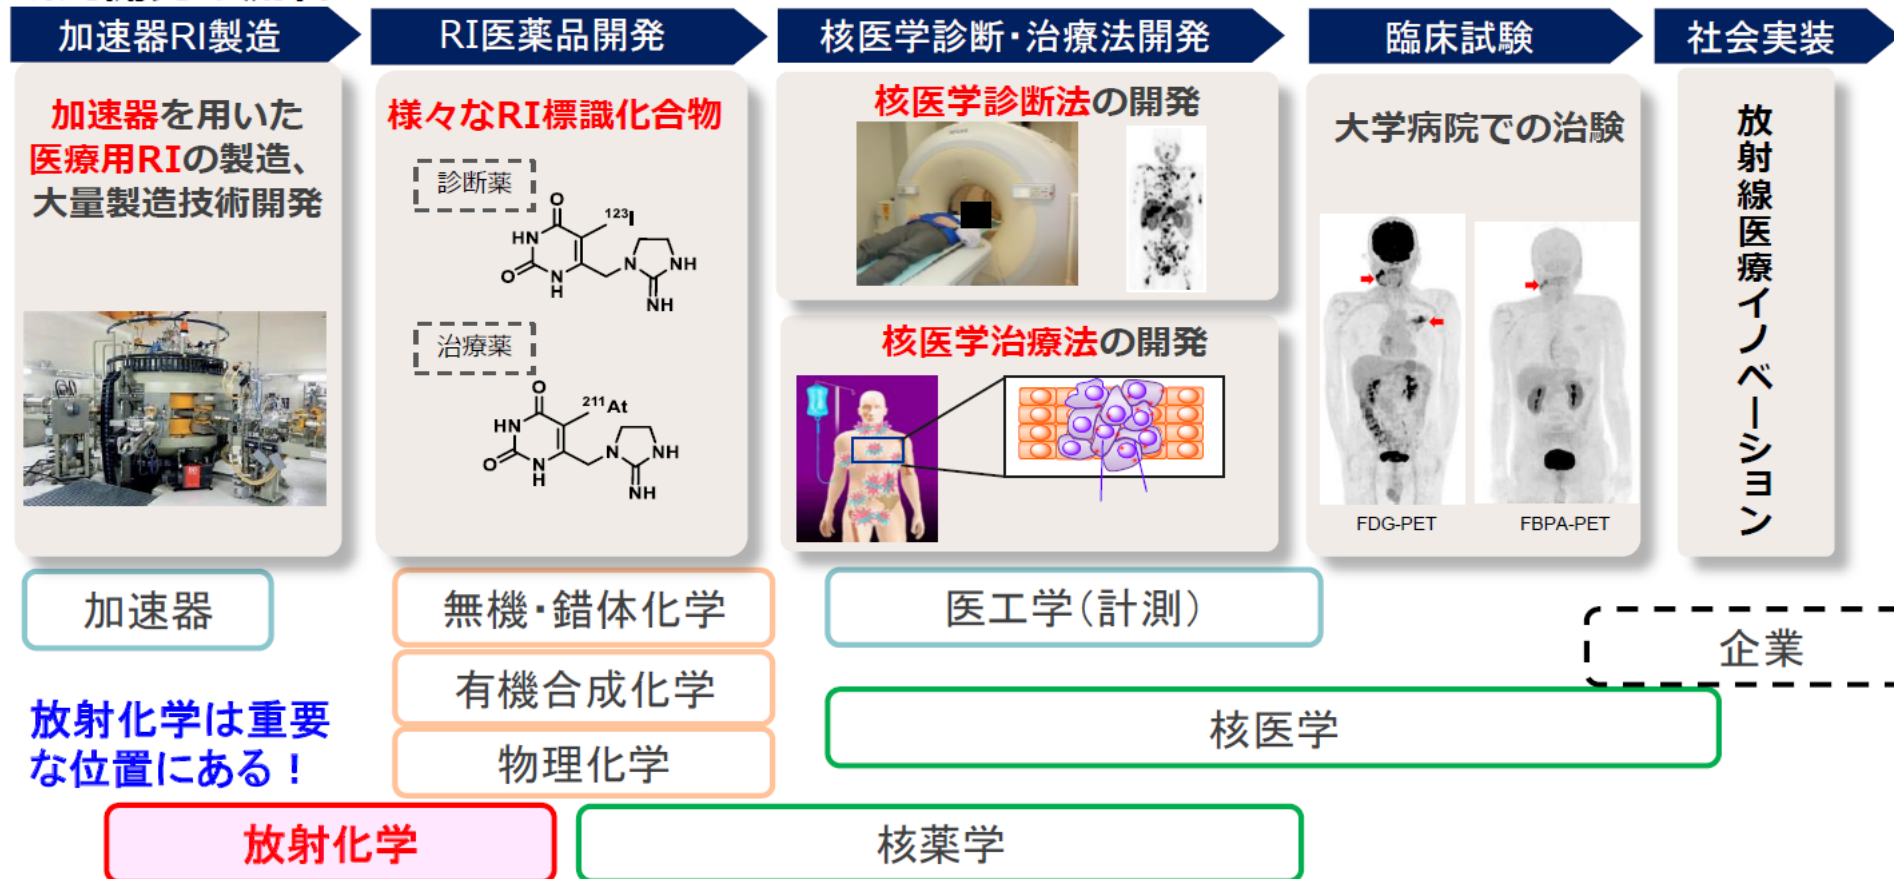 加速器RI製造
RI医薬品開発
核医学診断・治療法開発
臨床試験
社会実装
加速器を用いた
医療用RIの製造、
大量製造技術開発
様々なRI標識化合物
診断薬
O
123I
HN
O
N
H
N
NH
NH
治療薬
O
211At
HN
O
N
H
N
NH
NH
核医学診断法の開発
核医学治療法の開発
大学病院での治験
FDG-PET
FBPA-PET
放射線医療イノベーション
加速器
無機・錯体化学
有機合成化学
物理化学
医工学（計測）
企業
核医学
放射化学は重要
な位置にある！
放射化学
核薬学